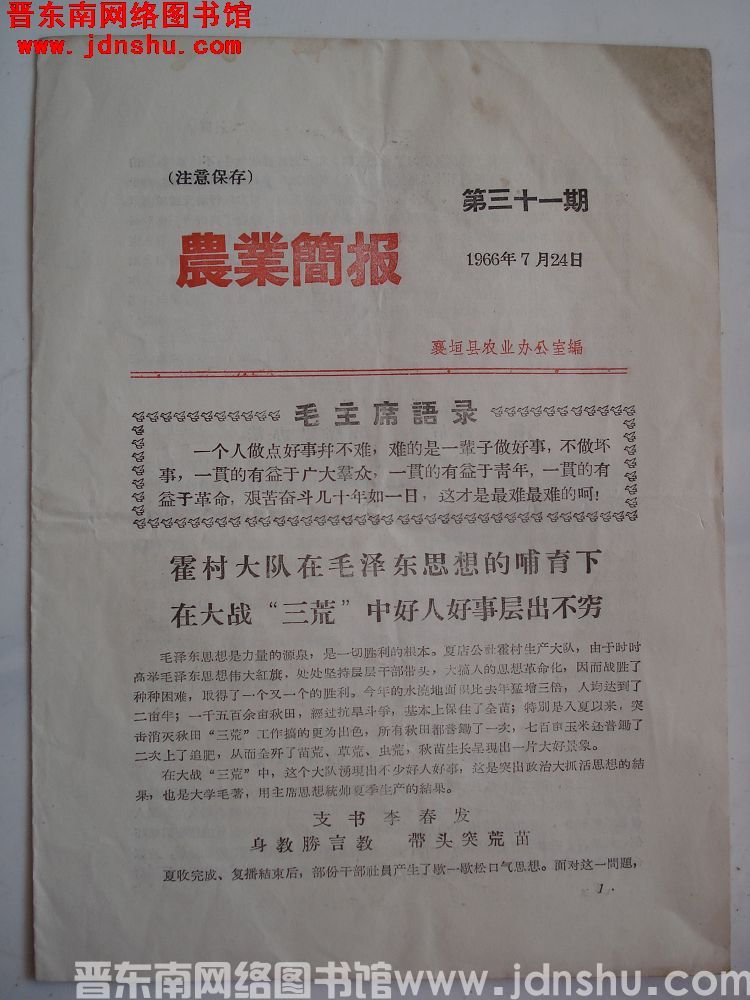 晋东南网络图书馆
www.jdnshu.com
(注意保存)
第三十一期
農業簡报
1966年7月24日
襄垣县农业办公室編
毛主席語录
一个人做点好事幷不难，难的是一辈子做好事，不做坏
事，一貫的有益于广大羣众，一貫的有益于青年，一貫的有
益于革命，艰苦奋斗几十年如一日，这才是最难最难的呵！
霍村大队在毛泽东思想的哺育下
在大战“三荒”中好人好事层出不穷
毛泽东思想是力量的源泉，是一切胜利的根本。夏店公社霍村生产大队，由于时时
高举毛泽东思想伟大紅旗，处处坚持层层干部带头，大搞人的思想革命化，因而战胜了
种种困难，取得了一个又一个的胜利。今年的水浇地面积比去年猛增三倍，人均达到了
二亩半；一千五百余亩秋田，經过抗旱斗爭，基本上保住了全苗；特別是入夏以来，突
击消灭秋田“三荒”工作搞的更为出色，所有秋田都普鋤了一次，七百亩玉米还普鋤了
二次上了追肥，从而全歼了苗荒、草荒、虫荒，秋苗生长呈現出一片大好景象。
在大战“三荒”中，这个大队湧現出不少好人好事，这是突出政治大抓活思想的結
果，也是大学毛著，用主席思想統帅夏季生产的結果。
支书李春发
身教勝言教 带头突荒苗
夏收完成、复播結束后，部份干部社員产生了歇一歇松口气思想。面对这一問題，
1·
晋东南网络图书馆www.jdnshu.com